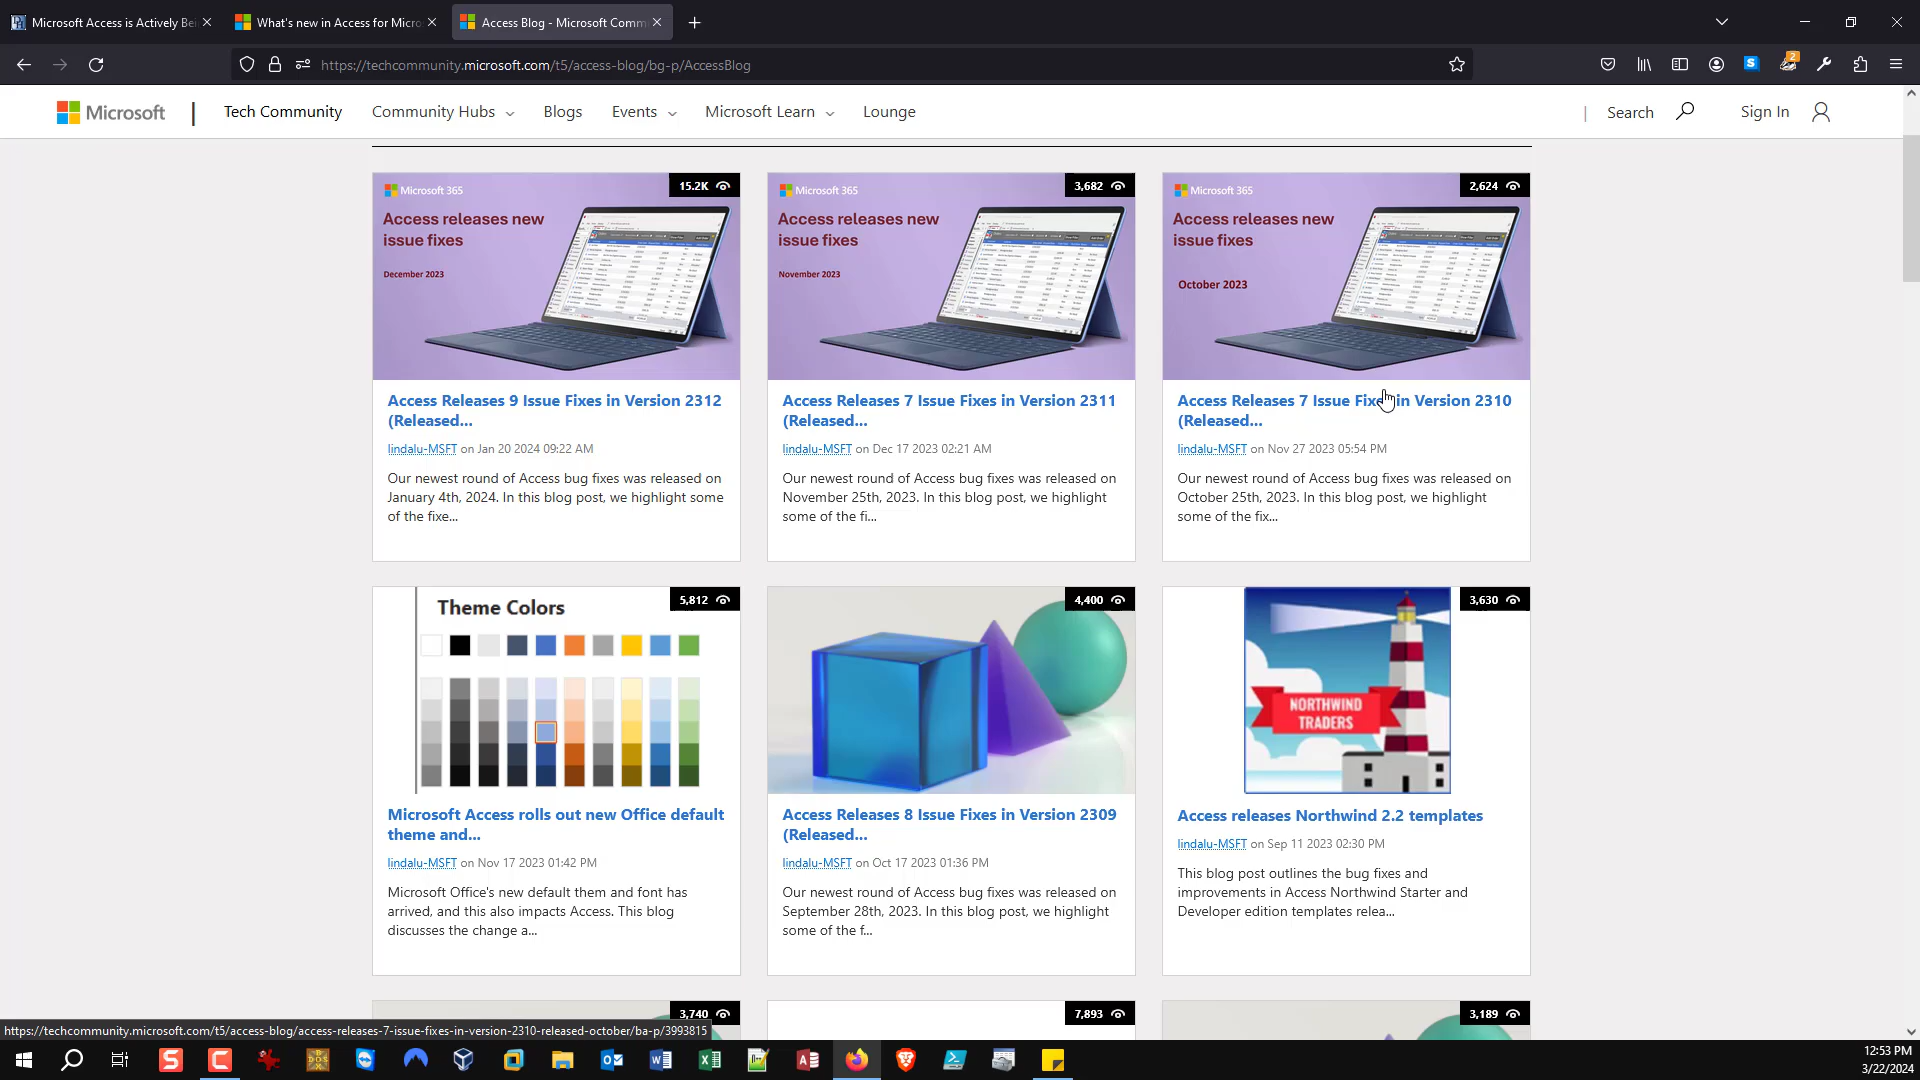 Microsoft Access is Actively Bei
What's new in Access for Micro
Access Blog - Microsoft Comm
https://techcommunity.microsoft.com/t5/access-blog/bg-p/AccessBlog
2
Microsoft | Tech Community Community Hubs Blogs Events Microsoft Learn Lounge | Search Sign In
Microsoft 365
15.2K
Access releases new
issue fixes
December 2023
Access Releases 9 Issue Fixes in Version 2312
(Released...
lindalu-MSFT on Jan 20 2024 09:22 AM
Our newest round of Access bug fixes was released on
January 4th, 2024. In this blog post, we highlight some
of the fixe...
Microsoft 365
3,682
Access releases new
issue fixes
November 2023
Access Releases 7 Issue Fixes in Version 2311
(Released...
lindalu-MSFT on Dec 17 2023 02:21 AM
Our newest round of Access bug fixes was released on
November 25th, 2023. In this blog post, we highlight
some of the fi...
Microsoft 365
2,624
Access releases new
issue fixes
October 2023
Access Releases 7 Issue Fixes in Version 2310
(Released...
lindalu-MSFT on Nov 27 2023 05:54 PM
Our newest round of Access bug fixes was released on
October 25th, 2023. In this blog post, we highlight
some of the fix...
5,812
Theme Colors
Microsoft Access rolls out new Office default
theme and...
lindalu-MSFT on Nov 17 2023 01:42 PM
Microsoft Office's new default them and font has
arrived, and this also impacts Access. This blog
discusses the change a...
4,400
Access Releases 8 Issue Fixes in Version 2309
(Released...
lindalu-MSFT on Oct 17 2023 01:36 PM
Our newest round of Access bug fixes was released on
September 28th, 2023. In this blog post, we highlight
some of the f...
3,630
NORTHWIND
TRADERS
Access releases Northwind 2.2 templates
lindalu-MSFT on Sep 11 2023 02:30 PM
This blog post outlines the bug fixes and
improvements in Access Northwind Starter and
Developer edition templates relea...
3,740
7,893
3,189
https://techcommunity.microsoft.com/t5/access-blog/access-releases-7-issue-fixes-in-version-2310-released-october/ba-p/3993815
12:53 PM
3/22/2024